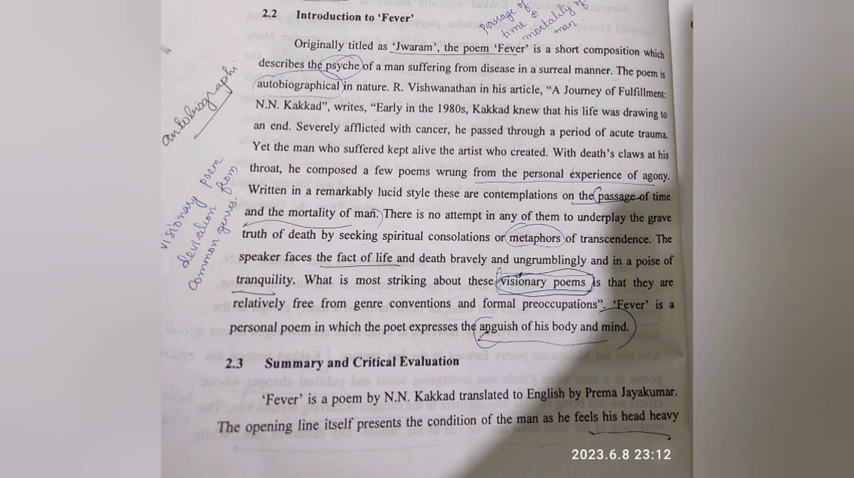 2.2 Introduction to 'Fever'
Passage of
time &
mortality of
man
Originally titled as 'Jwaram', the poem 'Fever' is a short composition which
describes the psyche of a man suffering from disease in a surreal manner. The poem is
autobiographical in nature. R. Vishwanathan in his article, "A Journey of Fulfillment:
N.N. Kakkad", writes, "Early in the 1980s, Kakkad knew that his life was drawing to
an end. Severely afflicted with cancer, he passed through a period of acute trauma.
Yet the man who suffered kept alive the artist who created. With death's claws at his
throat, he composed a few poems wrung from the personal experience of agony.
Written in a remarkably lucid style these are contemplations on the passage of time
and the mortality of man. There is no attempt in any of them to underplay the grave
truth of death by seeking spiritual consolations or metaphors of transcendence. The
speaker faces the fact of life and death bravely and ungrumblingly and in a poise of
tranquility. What is most striking about these visionary poems is that they are
relatively free from genre conventions and formal preoccupations". 'Fever' is a
personal poem in which the poet expresses the anguish of his body and mind.
autobiographi:
visionary poem
deviation from
common genres.
2.3 Summary and Critical Evaluation
'Fever' is a poem by N.N. Kakkad translated to English by Prema Jayakumar.
The opening line itself presents the condition of the man as he feels his head heavy
2023.6.8 23:12